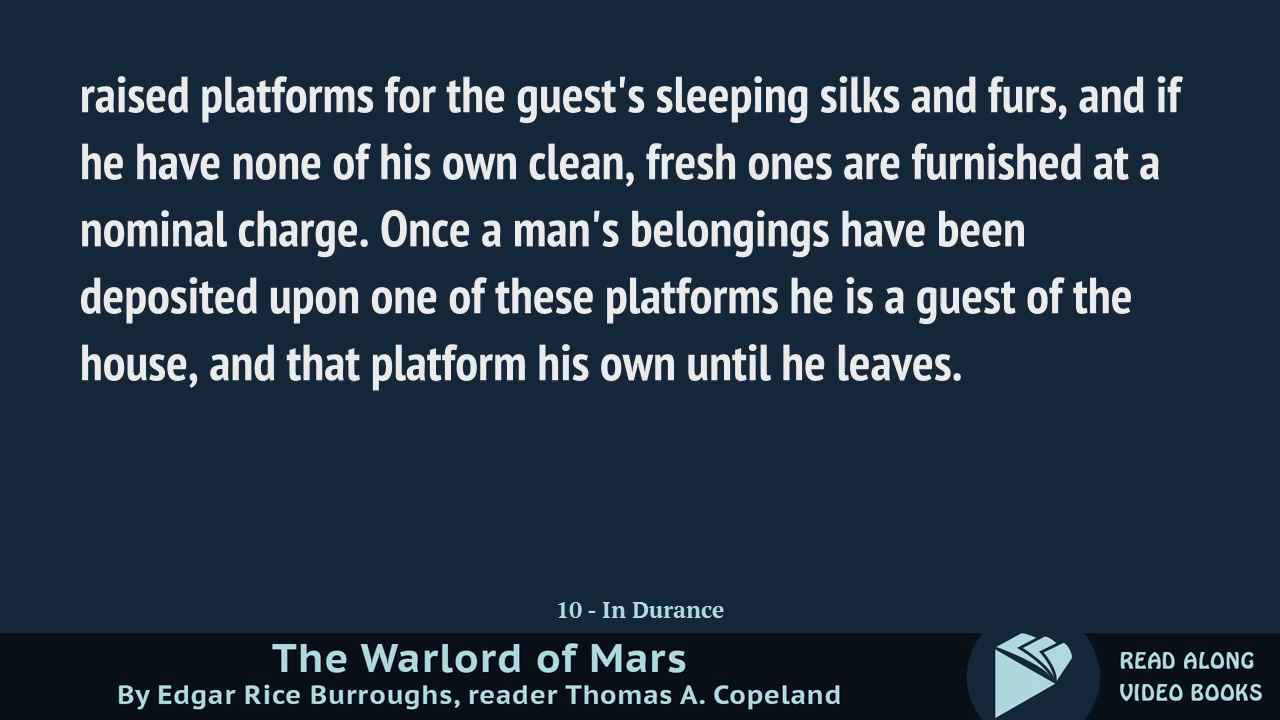 raised platforms for the guest's sleeping silks and furs, and if
he have none of his own clean, fresh ones are furnished at a
nominal charge. Once a man's belongings have been
deposited upon one of these platforms he is a guest of the
house, and that platform his own until he leaves.
10 - In Durance
The Warlord of Mars
By Edgar Rice Burroughs, reader Thomas A. Copeland
READ ALONG
VIDEO BOOKS